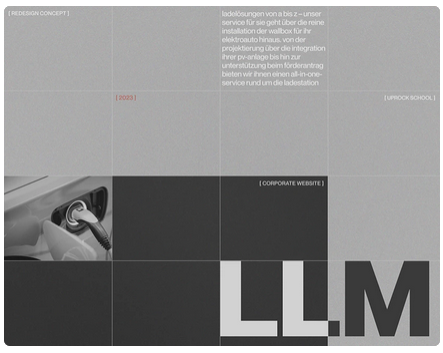 [ REDESIGN CONCEPT ]
ladelösungen von a bis z – unser
service für sie geht über die reine
installation der wallbox für ihr
elektroauto hinaus. von der
projektierung über die integration
ihrer pv-anlage bis hin zur
unterstützung beim förderantrag
bieten wir ihnen einen all-in-one-
service rund um die ladestation
[ 2023 ]
[ UPROCK SCHOOL ]
[ CORPORATE WEBSITE ]
LL.M